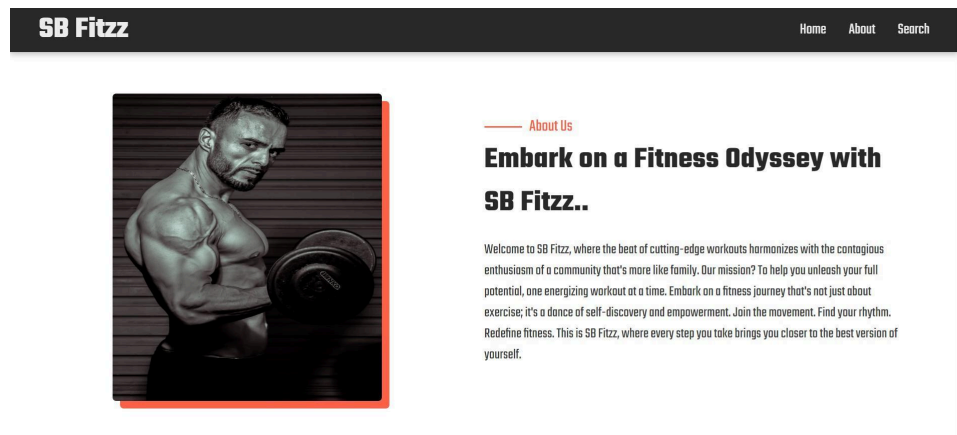 SB Fitzz
Home About Search
About Us
Embark on a Fitness Odyssey with
SB Fitzz..
Welcome to SB Fitzz, where the beat of cutting-edge workouts harmonizes with the contagious
enthusiasm of a community that's more like family. Our mission? To help you unleash your full
potential, one energizing workout at a time. Embark on a fitness journey that's not just about
exercise; it's a dance of self-discovery and empowerment. Join the movement. Find your rhythm.
Redefine fitness. This is SB Fitzz, where every step you take brings you closer to the best version of
yourself.